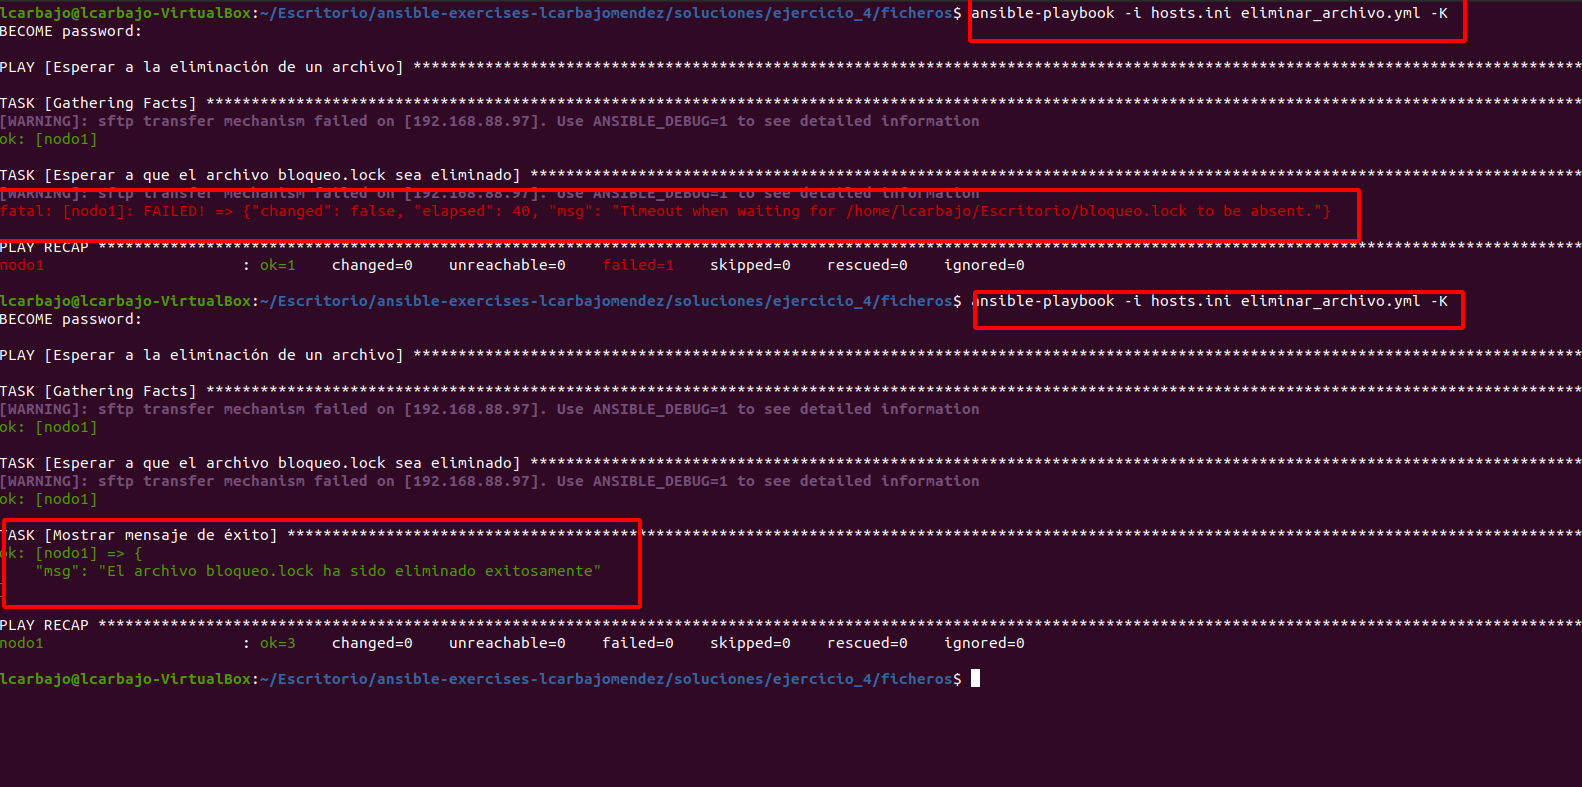 lcarbajo@lcarbajo-VirtualBox:~/Escritorio/ansible-exercises-lcarbajomendez/soluciones/ejercicio_4/ficheros$ ansible-playbook -i hosts.ini eliminar_archivo.yml -K
BECOME password:
PLAY [Esperar a la eliminación de un archivo] **********************************************************************************************************************************
TASK [Gathering Facts] *********************************************************************************************************************************************************
[WARNING]: sftp transfer mechanism failed on [192.168.88.97]. Use ANSIBLE_DEBUG=1 to see detailed information
ok: [nodo1]
TASK [Esperar a que el archivo bloqueo.lock sea eliminado] *********************************************************************************************************************
[WARNING]: sftp transfer mechanism failed on [192.168.88.97]. Use ANSIBLE_DEBUG=1 to see detailed information
fatal: [nodo1]: FAILED! => {"changed": false, "elapsed": 40, "msg": "Timeout when waiting for /home/lcarbajo/Escritorio/bloqueo.lock to be absent."}
PLAY RECAP *********************************************************************************************************************************************************************
nodo1                      : ok=1    changed=0    unreachable=0    failed=1    skipped=0    rescued=0    ignored=0
lcarbajo@lcarbajo-VirtualBox:~/Escritorio/ansible-exercises-lcarbajomendez/soluciones/ejercicio_4/ficheros$ ansible-playbook -i hosts.ini eliminar_archivo.yml -K
BECOME password:
PLAY [Esperar a la eliminación de un archivo] **********************************************************************************************************************************
TASK [Gathering Facts] *********************************************************************************************************************************************************
[WARNING]: sftp transfer mechanism failed on [192.168.88.97]. Use ANSIBLE_DEBUG=1 to see detailed information
ok: [nodo1]
TASK [Esperar a que el archivo bloqueo.lock sea eliminado] *********************************************************************************************************************
[WARNING]: sftp transfer mechanism failed on [192.168.88.97]. Use ANSIBLE_DEBUG=1 to see detailed information
ok: [nodo1]
TASK [Mostrar mensaje de éxito] ************************************************************************************************************************************************
ok: [nodo1] => {
    "msg": "El archivo bloqueo.lock ha sido eliminado exitosamente"
}
PLAY RECAP *********************************************************************************************************************************************************************
nodo1                      : ok=3    changed=0    unreachable=0    failed=0    skipped=0    rescued=0    ignored=0
lcarbajo@lcarbajo-VirtualBox:~/Escritorio/ansible-exercises-lcarbajomendez/soluciones/ejercicio_4/ficheros$